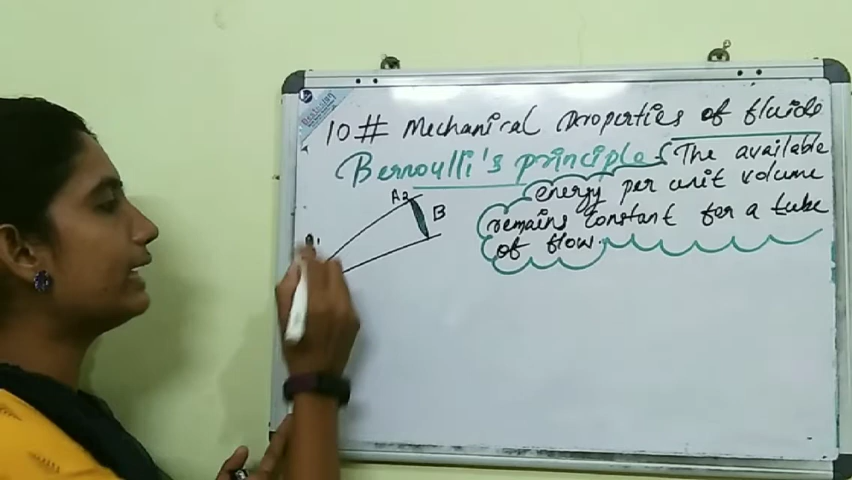 10# Mechanical properties of fluids
Bernoulli's principle { The available
energy per unit volume
remains constant for a tube
of flow.
A2
B